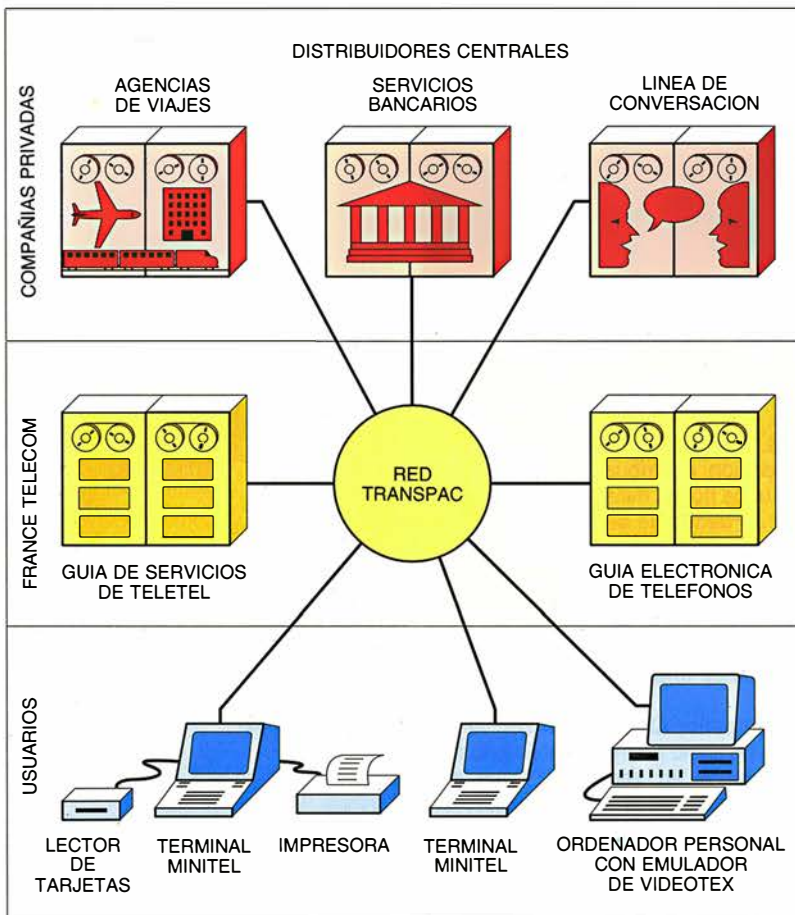 COMPAÑIAS PRIVADAS
DISTRIBUIDORES CENTRALES
AGENCIAS
DE VIAJES
SERVICIOS
BANCARIOS
LINEA DE
CONVERSACION
FRANCE TELECOM
RED
TRANSPAC
GUIA DE SERVICIOS
DE TELETEL
GUIA ELECTRONICA
DE TELEFONOS
USUARIOS
LECTOR
DE
TARJETAS
TERMINAL
MINITEL
IMPRESORA
TERMINAL
MINITEL
ORDENADOR PERSONAL
CON EMULADOR
DE VIDEOTEX